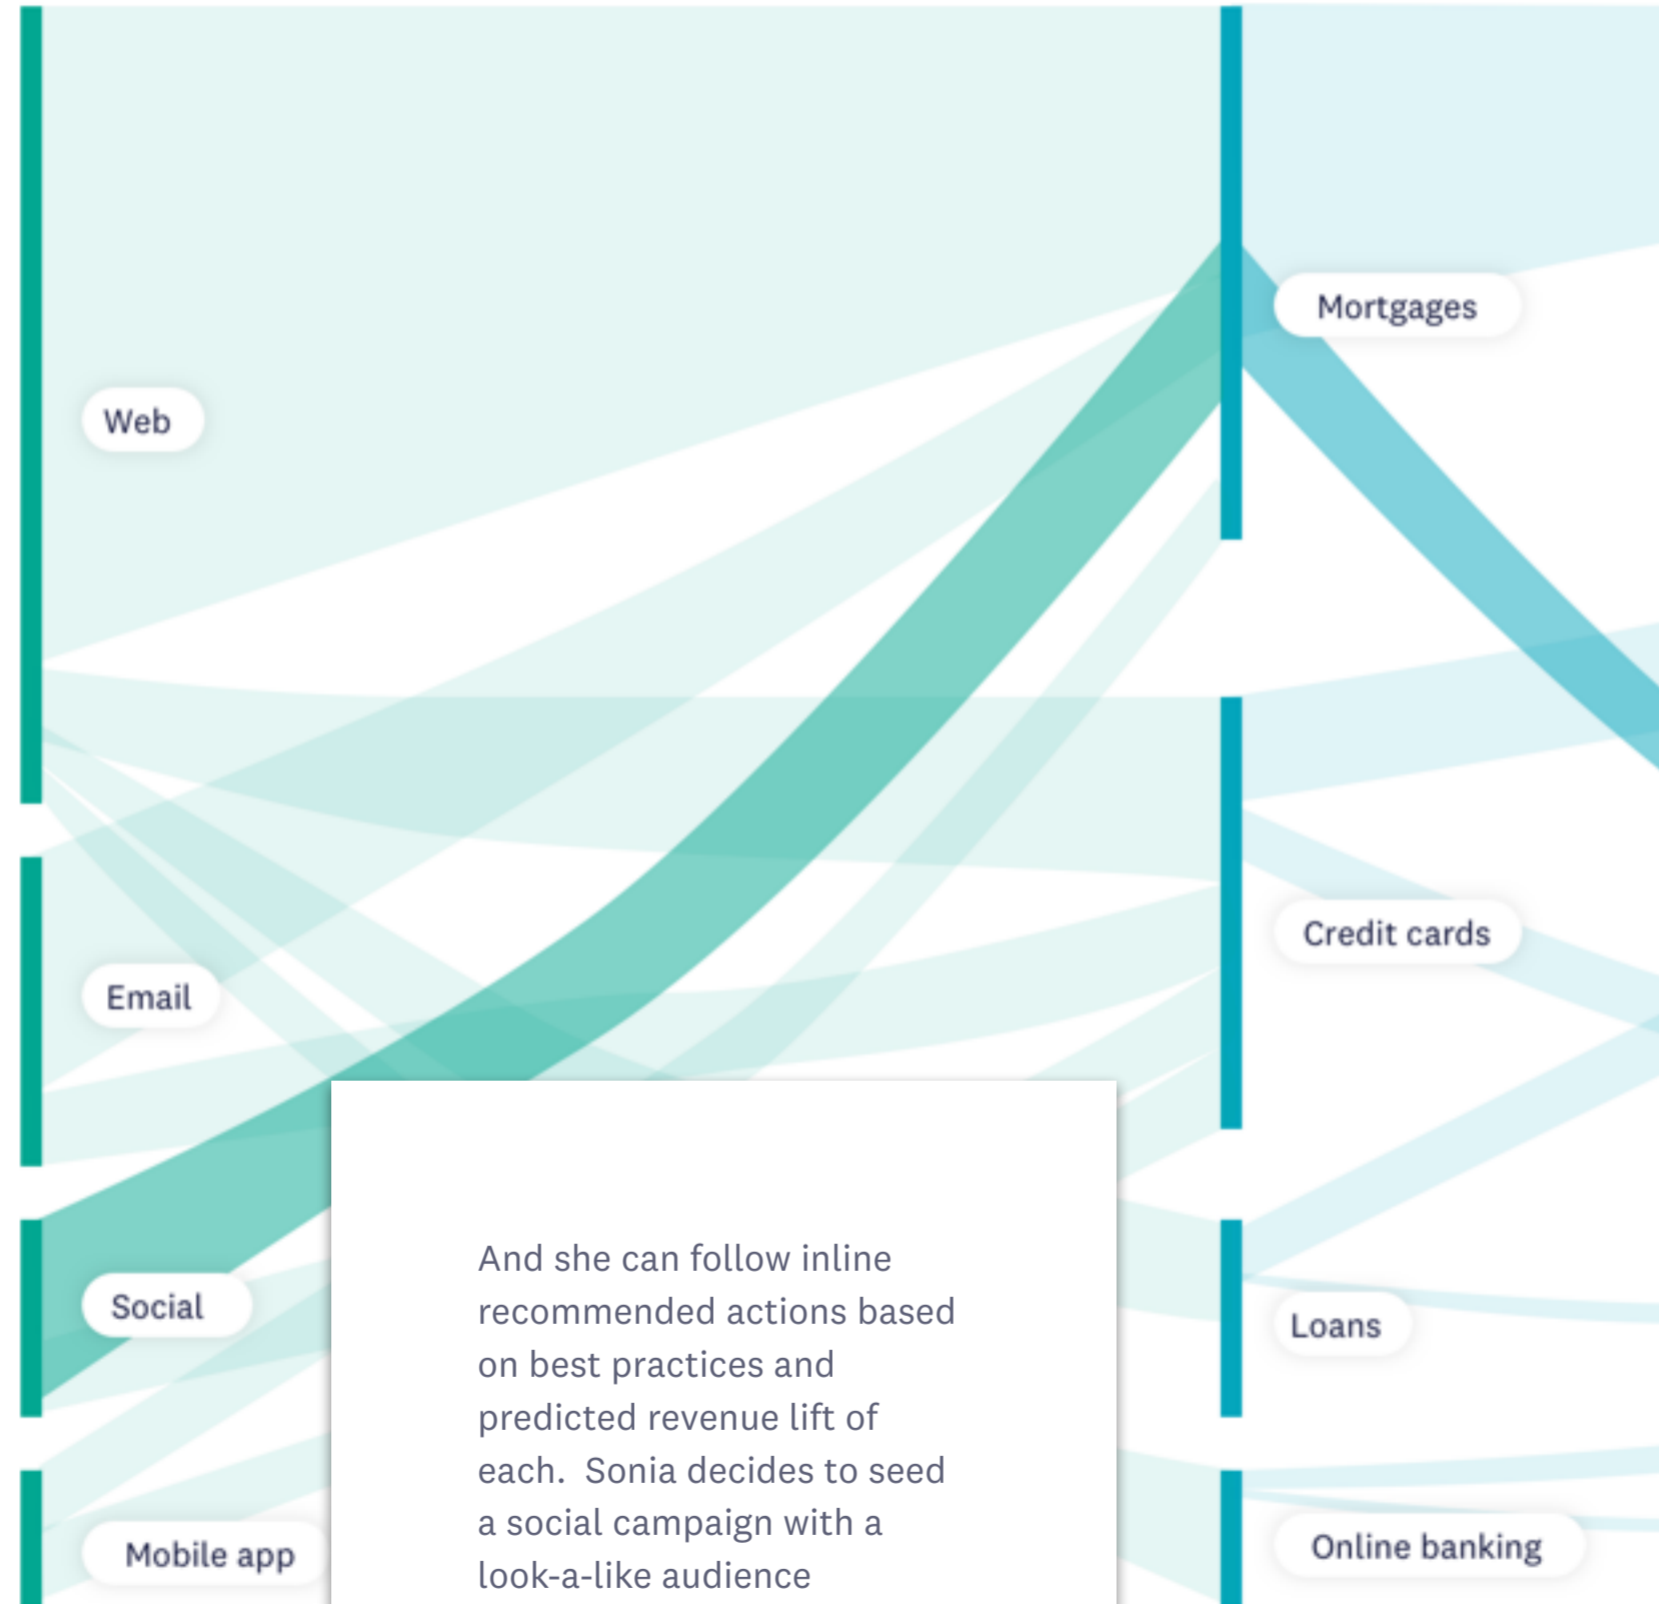 Mortgages
Web
Credit cards
Email
And she can follow inline
recommended actions based
on best practices and
predicted revenue lift of
each.  Sonia decides to seed
a social campaign with a
look-a-like audience
Social
Loans
Mobile app
Online banking